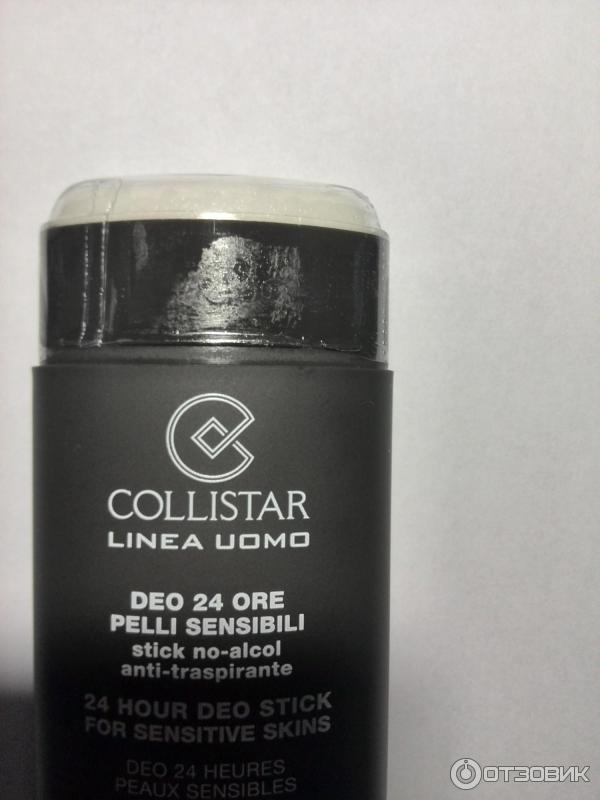 COLLISTAR
LINEA UOMO
DEO 24 ORE
PELLI SENSIBILI
stick no-alcol
anti-traspirante
24 HOUR DEO STICK
FOR SENSITIVE SKINS
DEO 24 HEURES
PEAUX SENSIBLES
ОТЗОВИК